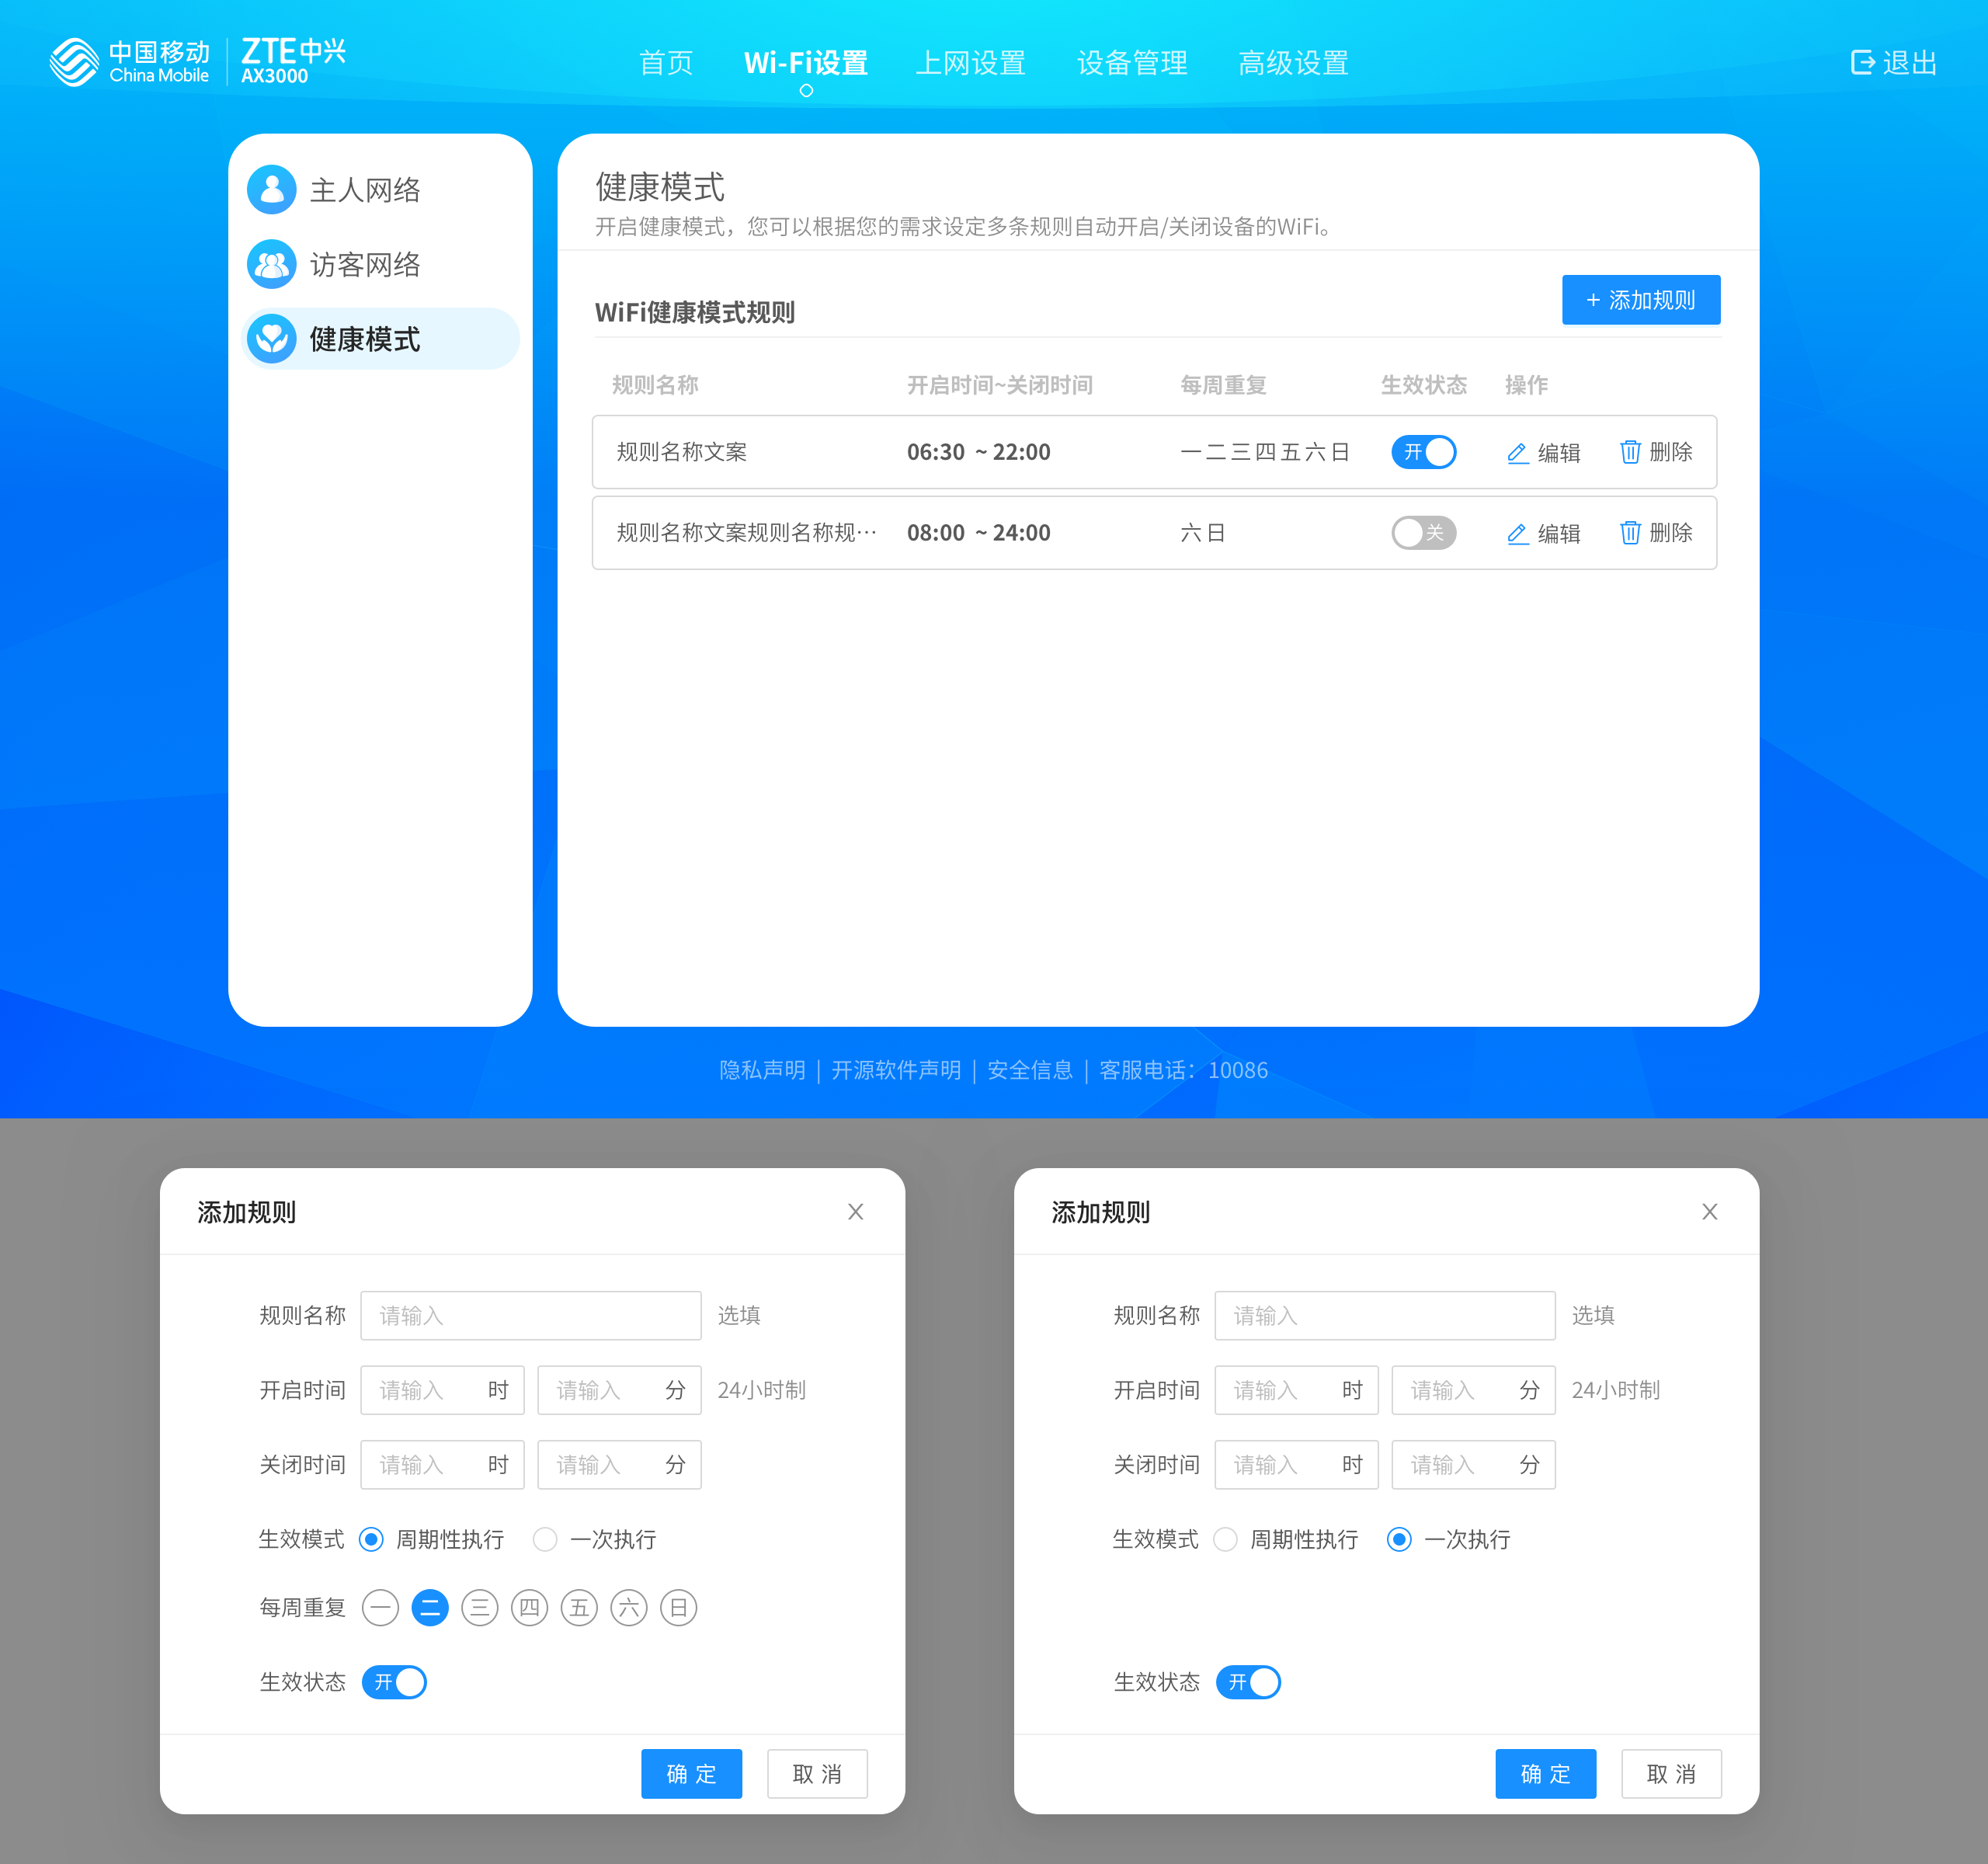 中国移动 China Mobile ZTE中兴 AX3000
首页 Wi-Fi设置 上网设置 设备管理 高级设置 退出
主人网络
访客网络
健康模式
健康模式
开启健康模式，您可以根据您的需求设定多条规则自动开启/关闭设备的WiFi。
WiFi健康模式规则 + 添加规则
规则名称 开启时间~关闭时间 每周重复 生效状态 操作
规则名称文案 06:30 ~ 22:00 一 二 三 四 五 六 日 开 编辑 删除
规则名称文案规则名称规… 08:00 ~ 24:00 六 日 关 编辑 删除
隐私声明 | 开源软件声明 | 安全信息 | 客服电话：10086
添加规则 X
规则名称 请输入 选填
开启时间 请输入 时 请输入 分 24小时制
关闭时间 请输入 时 请输入 分
生效模式 周期性执行 一次执行
每周重复 一 二 三 四 五 六 日
生效状态 开
确 定 取 消
添加规则 X
规则名称 请输入 选填
开启时间 请输入 时 请输入 分 24小时制
关闭时间 请输入 时 请输入 分
生效模式 周期性执行 一次执行
生效状态 开
确 定 取 消